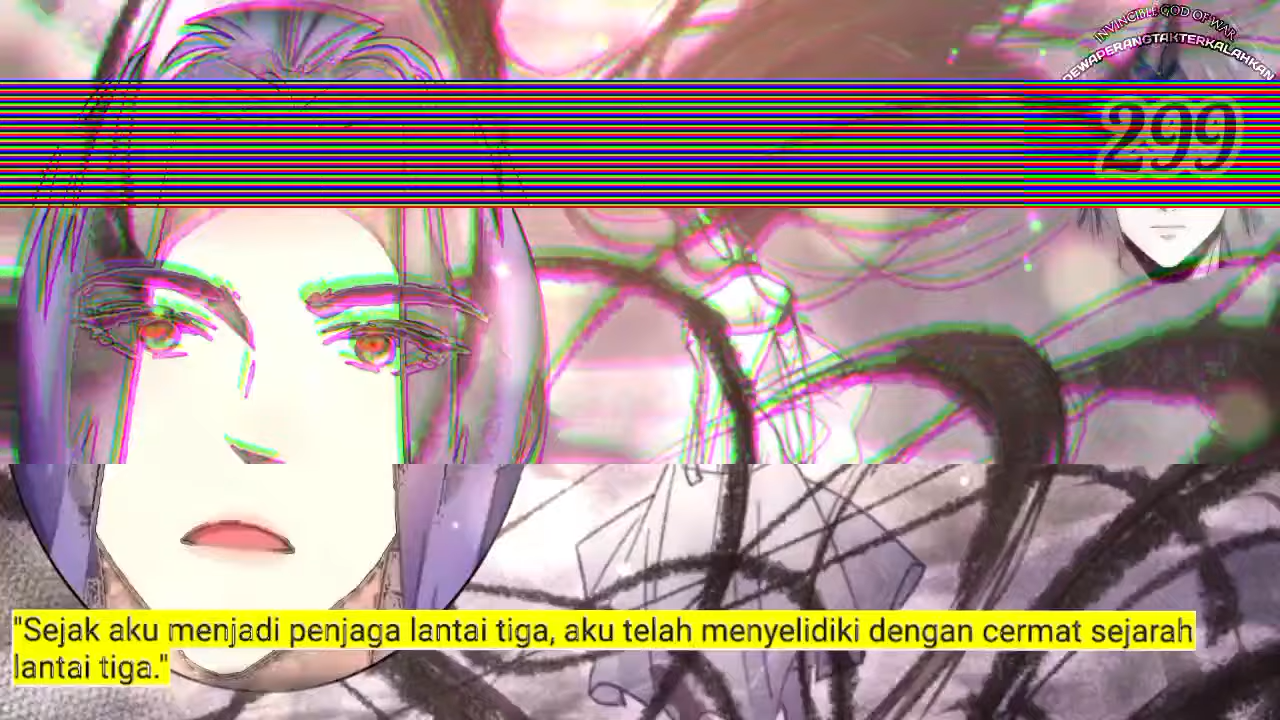 INVINCIBLE GOD OF WAR
DEWAPERANGTAKTERKALAHKAN
299
"Sejak aku menjadi penjaga lantai tiga, aku telah menyelidiki dengan cermat sejarah
lantai tiga."